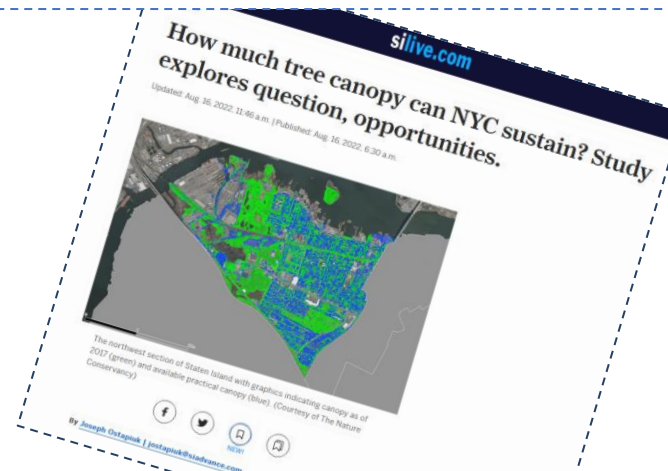 silive.com
How much tree canopy can NYC sustain? Study
explores question, opportunities.
Updated: Aug. 16, 2022, 11:46 a.m. | Published: Aug. 16, 2022, 6:30 a.m.
The northwest section of Staten Island with graphics indicating canopy as of
2017 (green) and available practical canopy (blue). (Courtesy of The Nature
Conservancy)
NEW!
By Joseph Ostapiuk | jostapiuk@siadvance.com